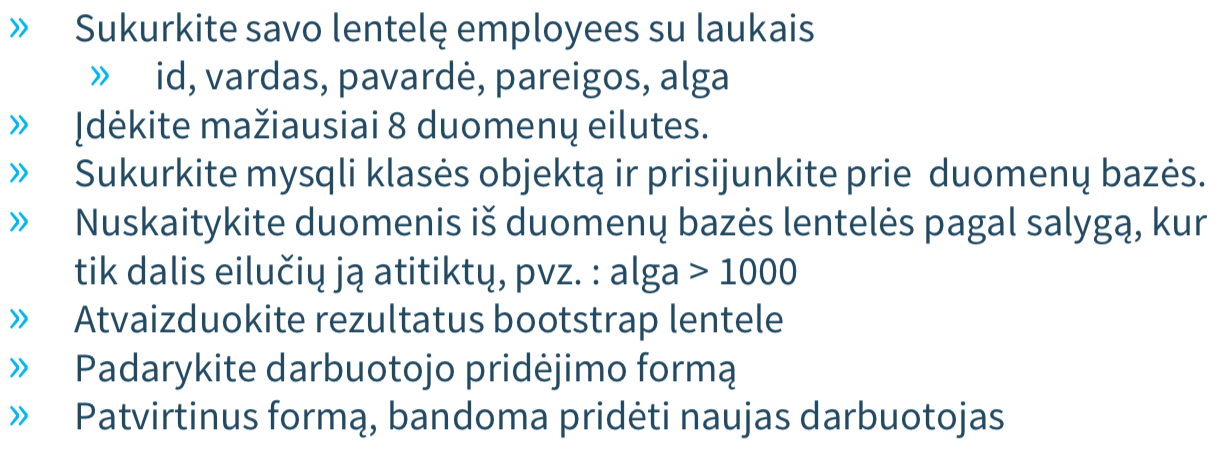 » Sukurkite savo lentelę employees su laukais
» id, vardas, pavardė, pareigos, alga
» Įdėkite mažiausiai 8 duomenų eilutes.
» Sukurkite mysqli klasės objektą ir prisijunkite prie  duomenų bazės.
» Nuskaitykite duomenis iš duomenų bazės lentelės pagal salygą, kur
tik dalis eilučių ją atitiktų, pvz. : alga > 1000
» Atvaizduokite rezultatus bootstrap lentele
» Padarykite darbuotojo pridėjimo formą
» Patvirtinus formą, bandoma pridėti naujas darbuotojas